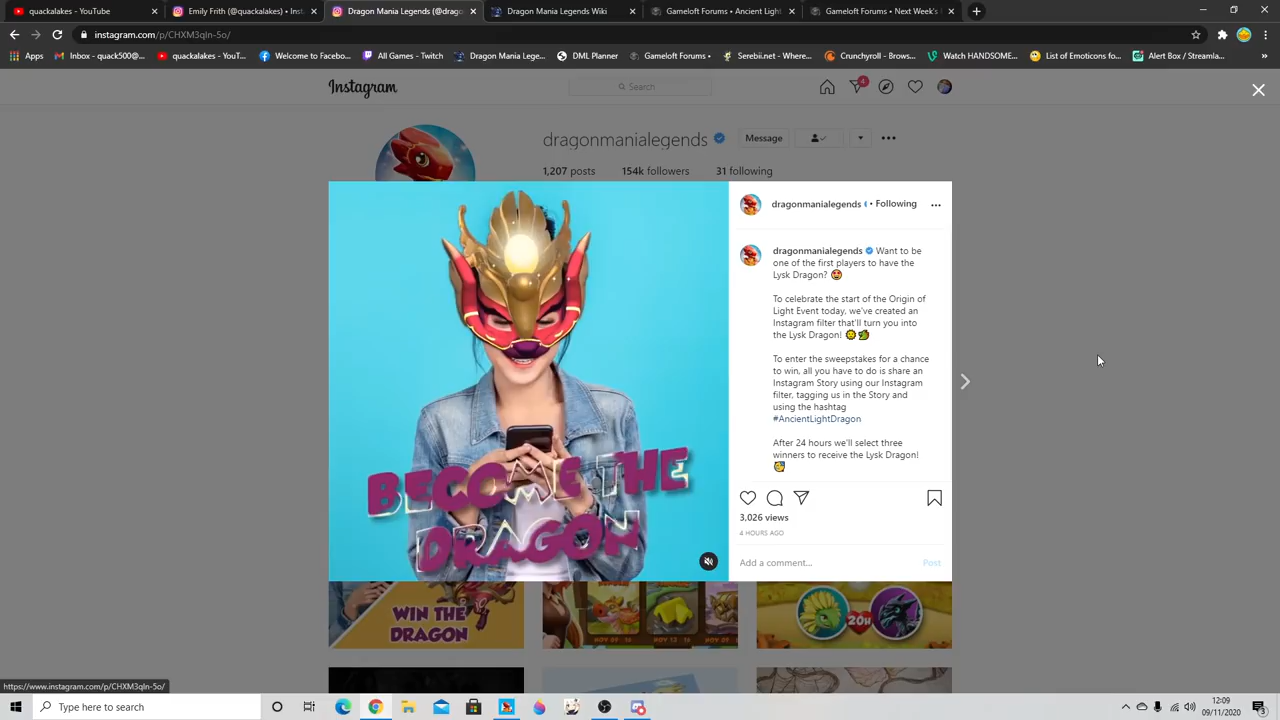 quackalakes - YouTube
Emily Frith (@quackalakes) • Inst
Dragon Mania Legends (@drago
Dragon Mania Legends Wiki
Gameloft Forums • Ancient Light
Gameloft Forums • Next Week's
instagram.com/p/CHXM3qIn-5o/
Apps
Inbox - quack500@...
quackalakes - YouT...
Welcome to Facebo...
All Games - Twitch
Dragon Mania Lege...
DML Planner
Gameloft Forums •
Serebii.net - Where...
Crunchyroll - Brows...
Watch HANDSOME...
List of Emoticons fo...
Alert Box / Streamla...
»
Instagram
Search
4
dragonmanialegends
Message
1,207 posts
154k followers
31 following
dragonmanialegends • Following
dragonmanialegends Want to be
one of the first players to have the
Lysk Dragon?
To celebrate the start of the Origin of
Light Event today, we've created an
Instagram filter that'll turn you into
the Lysk Dragon!
To enter the sweepstakes for a chance
to win, all you have to do is share an
Instagram Story using our Instagram
filter, tagging us in the Story and
using the hashtag
#AncientLightDragon
After 24 hours we'll select three
winners to receive the Lysk Dragon!
BECOME THE
DRAGON
3,026 views
4 HOURS AGO
Add a comment...
Post
WIN THE
DRAGON
20H
https://www.instagram.com/p/CHXM3qIn-5o/
Type here to search
12:09
09/11/2020